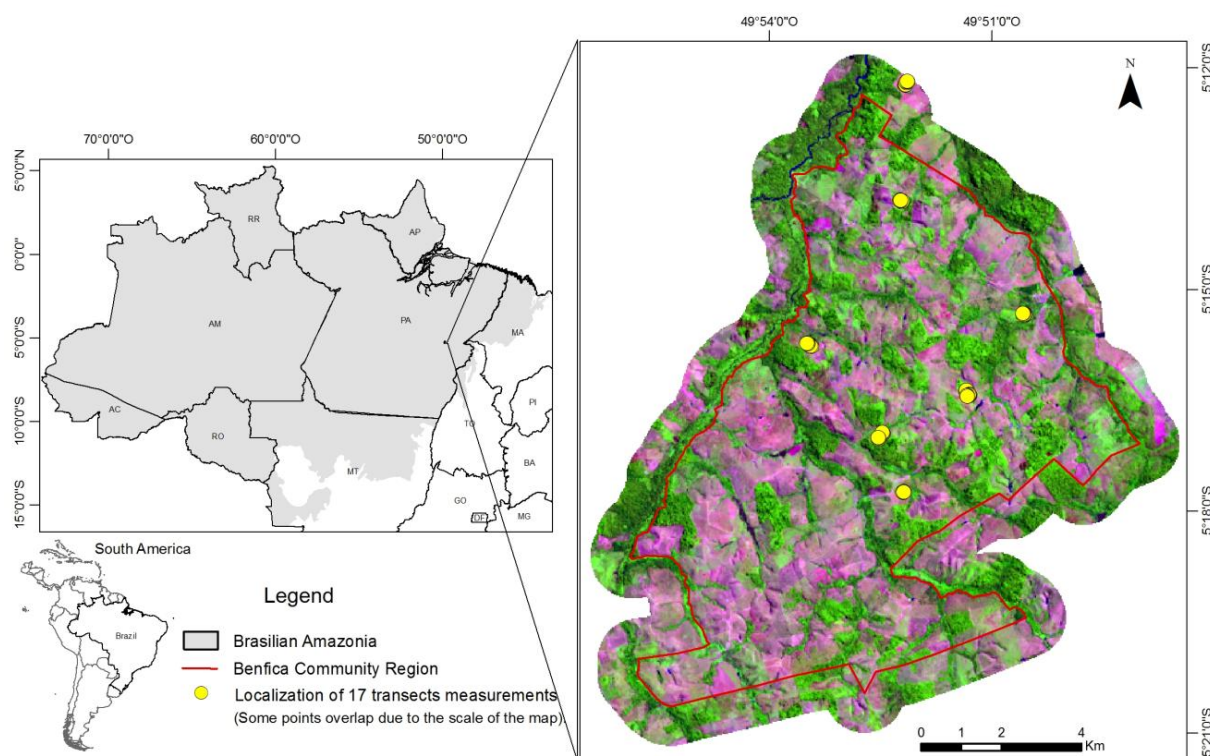 70°0'0"O 60°0'0"O 50°0'0"O
5°0'0"N
0°0'0"
5°0'0"S
10°0'0"S
15°0'0"S
RR
AP
AM
PA
MA
AC
RO
TO
PI
BA
MT
GO
DF
MG
South America
Brazil
Legend
Brasilian Amazonia
Benfica Community Region
Localization of 17 transects measurements
(Some points overlap due to the scale of the map)
49°54'0"O 49°51'0"O
N
5°12'0"S
5°15'0"S
5°18'0"S
5°21'0"S
0 1 2 4
Km